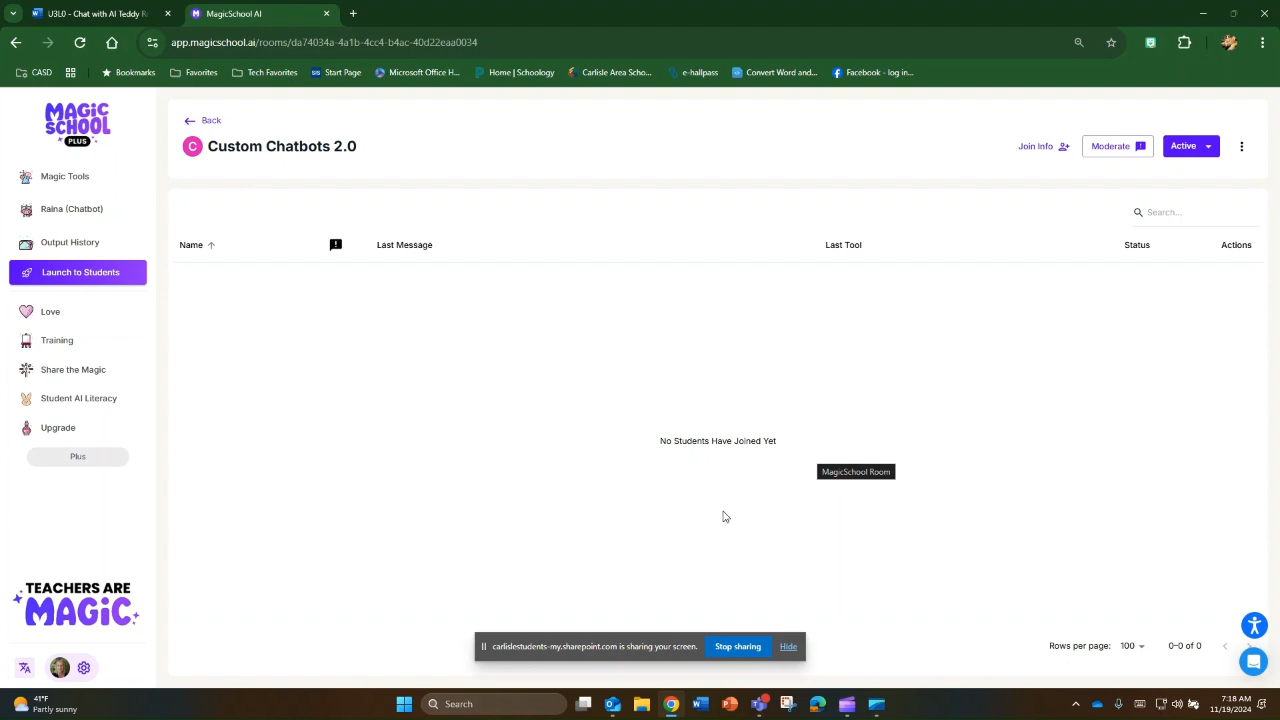 U3L0 - Chat with AI Teddy R
MagicSchool AI
app.magicschool.ai/rooms/da74034a-4a1b-4cc4-b4ac-40d22eaa0034
CASD
Bookmarks
Favorites
Tech Favorites
Start Page
Microsoft Office H...
Home | Schoology
Carlisle Area Scho...
e-hallpass
Convert Word and...
Facebook - log in...
MAGIC
SCHOOL
PLUS
Magic Tools
Raina (Chatbot)
Output History
Launch to Students
Love
Training
Share the Magic
Student AI Literacy
Upgrade
Plus
TEACHERS ARE
MAGIC
Back
C Custom Chatbots 2.0
Join Info
Moderate
Active
Search...
Name
Last Message
Last Tool
Status
Actions
No Students Have Joined Yet
MagicSchool Room
carlislestudents-my.sharepoint.com is sharing your screen.
Stop sharing
Hide
Rows per page: 100
0–0 of 0
41°F
Partly sunny
Search
7:18 AM
11/19/2024